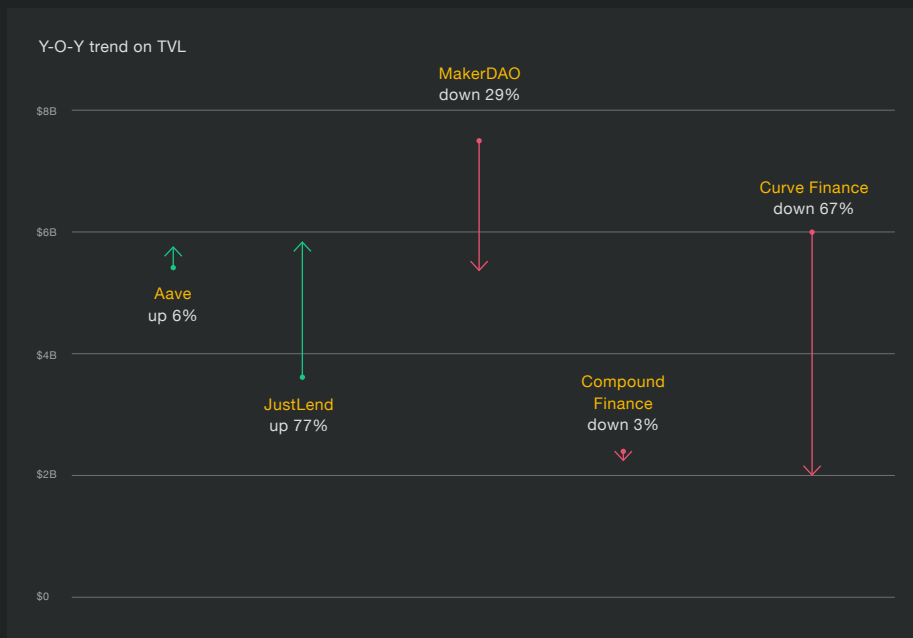 Y-O-Y trend on TVL
MakerDAO
down 29%
$8B
Curve Finance
down 67%
$6B
Aave
up 6%
$4B
Compound
Finance
down 3%
JustLend
up 77%
$2B
$0